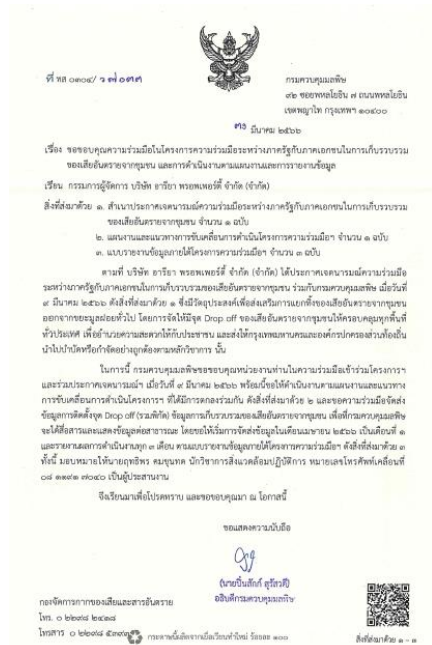 ที่ ทส ๐๓๐๔/
กรมควบคุมมลพิษ
๙๒ ซอยพหลโยธิน ๗ ถนนพหลโยธิน
เขตพญาไท กรุงเทพฯ ๑๐๔๐๐
๓๐ มีนาคม ๒๕๖๖
เรื่อง ขอขอบคุณความร่วมมือในโครงการความร่วมมือระหว่างภาครัฐกับภาคเอกชนในการเก็บรวบรวม
ของเสียอันตรายจากชุมชน และการดำเนินงานตามแผนงานและการรายงานข้อมูล
เรียน กรรมการผู้จัดการ บริษัท อารียา พรอพเพอร์ตี้ จำกัด (จำกัด)
สิ่งที่ส่งมาด้วย ๑. สำเนาประกาศเจตนารมณ์ความร่วมมือระหว่างภาครัฐกับภาคเอกชนในการเก็บรวบรวม
ของเสียอันตรายจากชุมชน จำนวน ๑ ฉบับ
๒. แผนงานและแนวทางการขับเคลื่อนการดำเนินโครงการความร่วมมือฯ จำนวน ๑ ฉบับ
๓. แบบรายงานข้อมูลภายใต้โครงการความร่วมมือฯ จำนวน ๓ ฉบับ
ตามที่ บริษัท อารียา พรอพเพอร์ตี้ จำกัด (จำกัด) ได้ประกาศเจตนารมณ์ความร่วมมือ
ระหว่างภาครัฐกับภาคเอกชนในการเก็บรวบรวมของเสียอันตรายจากชุมชน ร่วมกับกรมควบคุมมลพิษ เมื่อวันที่
๙ มีนาคม ๒๕๖๖ ดังสิ่งที่ส่งมาด้วย ๑ ซึ่งมีวัตถุประสงค์เพื่อส่งเสริมการแยกทิ้งของเสียอันตรายจากชุมชน
ออกจากขยะมูลฝอยทั่วไป โดยการจัดให้มีจุด Drop off ของเสียอันตรายจากชุมชนให้ครอบคลุมทุกพื้นที่
ทั่วประเทศ เพื่ออำนวยความสะดวกให้กับประชาชน และส่งให้กรุงเทพมหานครและองค์กรปกครองส่วนท้องถิ่น
นำไปบำบัดหรือกำจัดอย่างถูกต้องตามหลักวิชาการ นั้น
ในการนี้ กรมควบคุมมลพิษขอขอบคุณหน่วยงานท่านในความร่วมมือเข้าร่วมโครงการฯ
และร่วมประกาศเจตนารมณ์ฯ เมื่อวันที่ ๙ มีนาคม ๒๕๖๖ พร้อมนี้ขอให้ดำเนินงานตามแผนงานและแนวทาง
การขับเคลื่อนการดำเนินโครงการฯ ที่ได้มีการตกลงร่วมกัน ดังสิ่งที่ส่งมาด้วย ๒ และขอความร่วมมือจัดส่ง
ข้อมูลการติดตั้งจุด Drop off (รวมพิกัด) ข้อมูลการเก็บรวบรวมของเสียอันตรายจากชุมชน เพื่อที่กรมควบคุมมลพิษ
จะได้สื่อสารและแสดงข้อมูลต่อสาธารณะ โดยขอให้เริ่มการจัดส่งข้อมูลในเดือนเมษายน ๒๕๖๖ เป็นเดือนที่ ๑
และรายงานผลการดำเนินงานทุก ๓ เดือน ตามแบบรายงานข้อมูลภายใต้โครงการความร่วมมือฯ ดังสิ่งที่ส่งมาด้วย ๓
ทั้งนี้ มอบหมายให้นายฤทธิพร คมขุนทด นักวิชาการสิ่งแวดล้อมปฏิบัติการ หมายเลขโทรศัพท์เคลื่อนที่
๐๘ ๑๙๙๑ ๗๐๔๐ เป็นผู้ประสานงาน
จึงเรียนมาเพื่อโปรดทราบ และขอขอบคุณมา ณ โอกาสนี้
ขอแสดงความนับถือ
(นายปิ่นสักก์ สุรัสวดี)
อธิบดีกรมควบคุมมลพิษ
กองจัดการกากของเสียและสารอันตราย
โทร. ๐ ๒๒๙๘ ๒๔๓๘
โทรสาร ๐ ๒๒๙๘ ๕๓๙๓
กระดาษนี้ผลิตจากเยื่อเวียนทำใหม่ ร้อยละ ๑๐๐
สิ่งที่ส่งมาด้วย ๑ - ๓